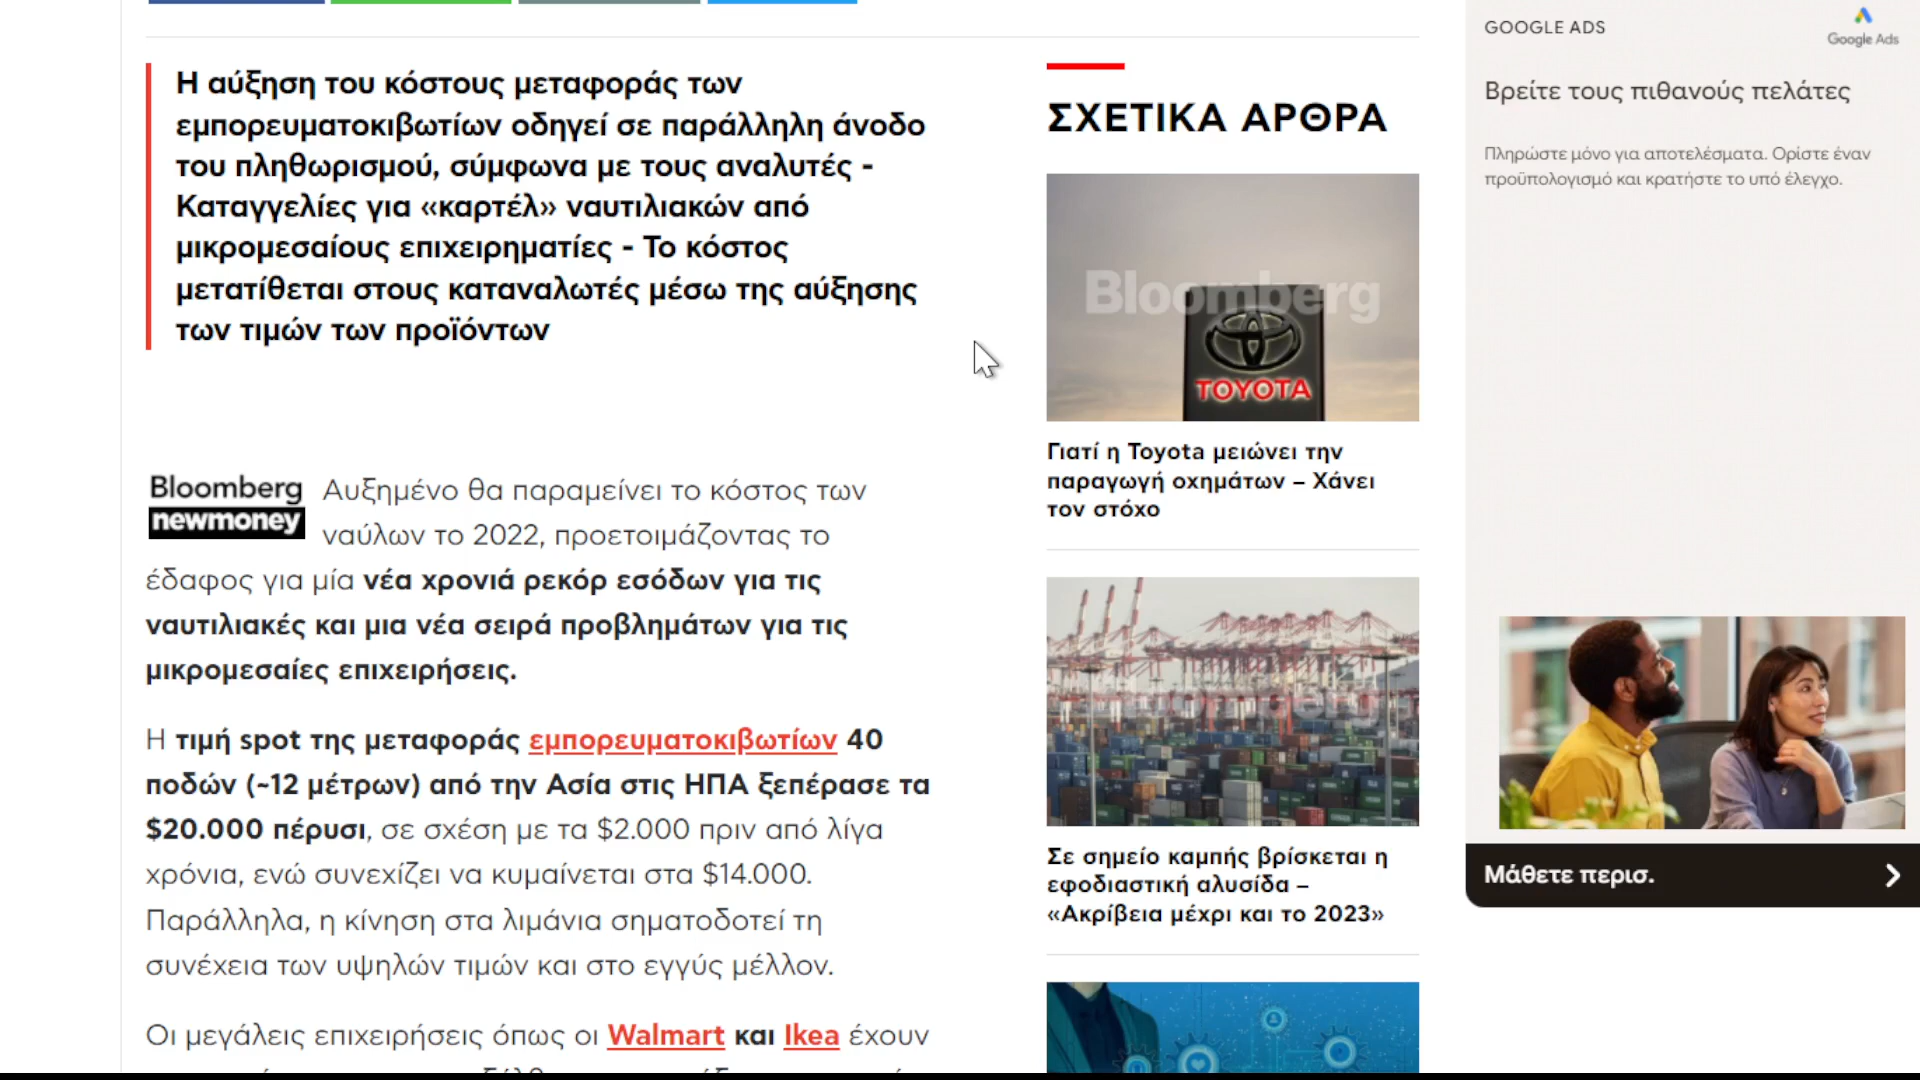 Η αύξηση του κόστους μεταφοράς των
εμπορευματοκιβωτίων οδηγεί σε παράλληλη άνοδο
του πληθωρισμού, σύμφωνα με τους αναλυτές -
Καταγγελίες για «καρτέλ» ναυτιλιακών από
μικρομεσαίους επιχειρηματίες - Το κόστος
μετατίθεται στους καταναλωτές μέσω της αύξησης
των τιμών των προϊόντων
Bloomberg
newmoney
Αυξημένο θα παραμείνει το κόστος των
ναύλων το 2022, προετοιμάζοντας το
έδαφος για μία νέα χρονιά ρεκόρ εσόδων για τις
ναυτιλιακές και μια νέα σειρά προβλημάτων για τις
μικρομεσαίες επιχειρήσεις.
Η τιμή spot της μεταφοράς εμπορευματοκιβωτίων 40
ποδών (~12 μέτρων) από την Ασία στις ΗΠΑ ξεπέρασε τα
$20.000 πέρυσι, σε σχέση με τα $2.000 πριν από λίγα
χρόνια, ενώ συνεχίζει να κυμαίνεται στα $14.000.
Παράλληλα, η κίνηση στα λιμάνια σηματοδοτεί τη
συνέχεια των υψηλών τιμών και στο εγγύς μέλλον.
Οι μεγάλεις επιχειρήσεις όπως οι Walmart και Ikea έχουν
ΣΧΕΤΙΚΑ ΑΡΘΡΑ
Bloomberg
TOYOTA
Γιατί η Toyota μειώνει την
παραγωγή οχημάτων – Χάνει
τον στόχο
Bloomberg
Σε σημείο καμπής βρίσκεται η
εφοδιαστική αλυσίδα –
«Ακρίβεια μέχρι και το 2023»
GOOGLE ADS
Google Ads
Βρείτε τους πιθανούς πελάτες
Πληρώστε μόνο για αποτελέσματα. Ορίστε έναν
προϋπολογισμό και κρατήστε το υπό έλεγχο.
Μάθετε περισ.